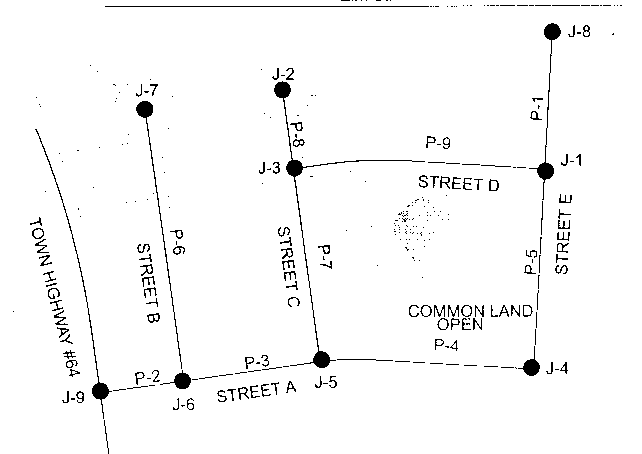 J-8
J-7
J-2
P-1
P-8
P-9
J-3
J-1
STREET D
STREET E
TOWN HIGHWAY #64
STREET B
P-6
STREET C
P-7
P-5
COMMON LAND
OPEN
P-4
P-3
P-2
J-9
J-6
STREET A
J-5
J-4